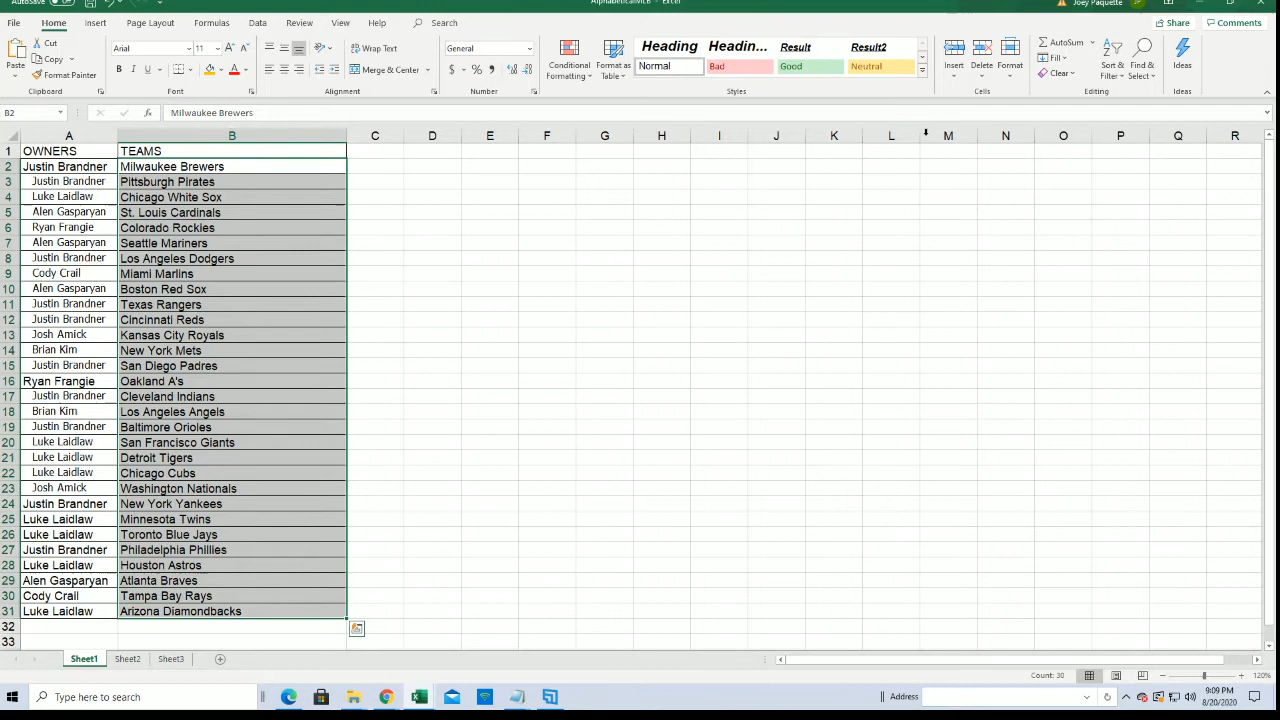 AutoSave
AlphabeticalMLB - Excel
Joey Paquette
File Home Insert Page Layout Formulas Data Review View Help Search Share Comments
Paste Cut Copy Format Painter Clipboard
Arial 11 B I U Font
Wrap Text Merge & Center Alignment
General $ % Number
Conditional Formatting Format as Table
Heading Headin... Result Result2
Normal Bad Good Neutral
Styles
Insert Delete Format Cells
AutoSum Fill Clear Sort & Filter Find & Select Editing
Ideas Ideas
B2 fx Milwaukee Brewers
A B C D E F G H I J K L M N O P Q R
1 OWNERS TEAMS
2 Justin Brandner Milwaukee Brewers
3 Justin Brandner Pittsburgh Pirates
4 Luke Laidlaw Chicago White Sox
5 Alen Gasparyan St. Louis Cardinals
6 Ryan Frangie Colorado Rockies
7 Alen Gasparyan Seattle Mariners
8 Justin Brandner Los Angeles Dodgers
9 Cody Crail Miami Marlins
10 Alen Gasparyan Boston Red Sox
11 Justin Brandner Texas Rangers
12 Justin Brandner Cincinnati Reds
13 Josh Amick Kansas City Royals
14 Brian Kim New York Mets
15 Justin Brandner San Diego Padres
16 Ryan Frangie Oakland A's
17 Justin Brandner Cleveland Indians
18 Brian Kim Los Angeles Angels
19 Justin Brandner Baltimore Orioles
20 Luke Laidlaw San Francisco Giants
21 Luke Laidlaw Detroit Tigers
22 Luke Laidlaw Chicago Cubs
23 Josh Amick Washington Nationals
24 Justin Brandner New York Yankees
25 Luke Laidlaw Minnesota Twins
26 Luke Laidlaw Toronto Blue Jays
27 Justin Brandner Philadelphia Phillies
28 Luke Laidlaw Houston Astros
29 Alen Gasparyan Atlanta Braves
30 Cody Crail Tampa Bay Rays
31 Luke Laidlaw Arizona Diamondbacks
32
33
Sheet1 Sheet2 Sheet3
Count: 30 120%
Type here to search Address 9:09 PM
8/20/2020